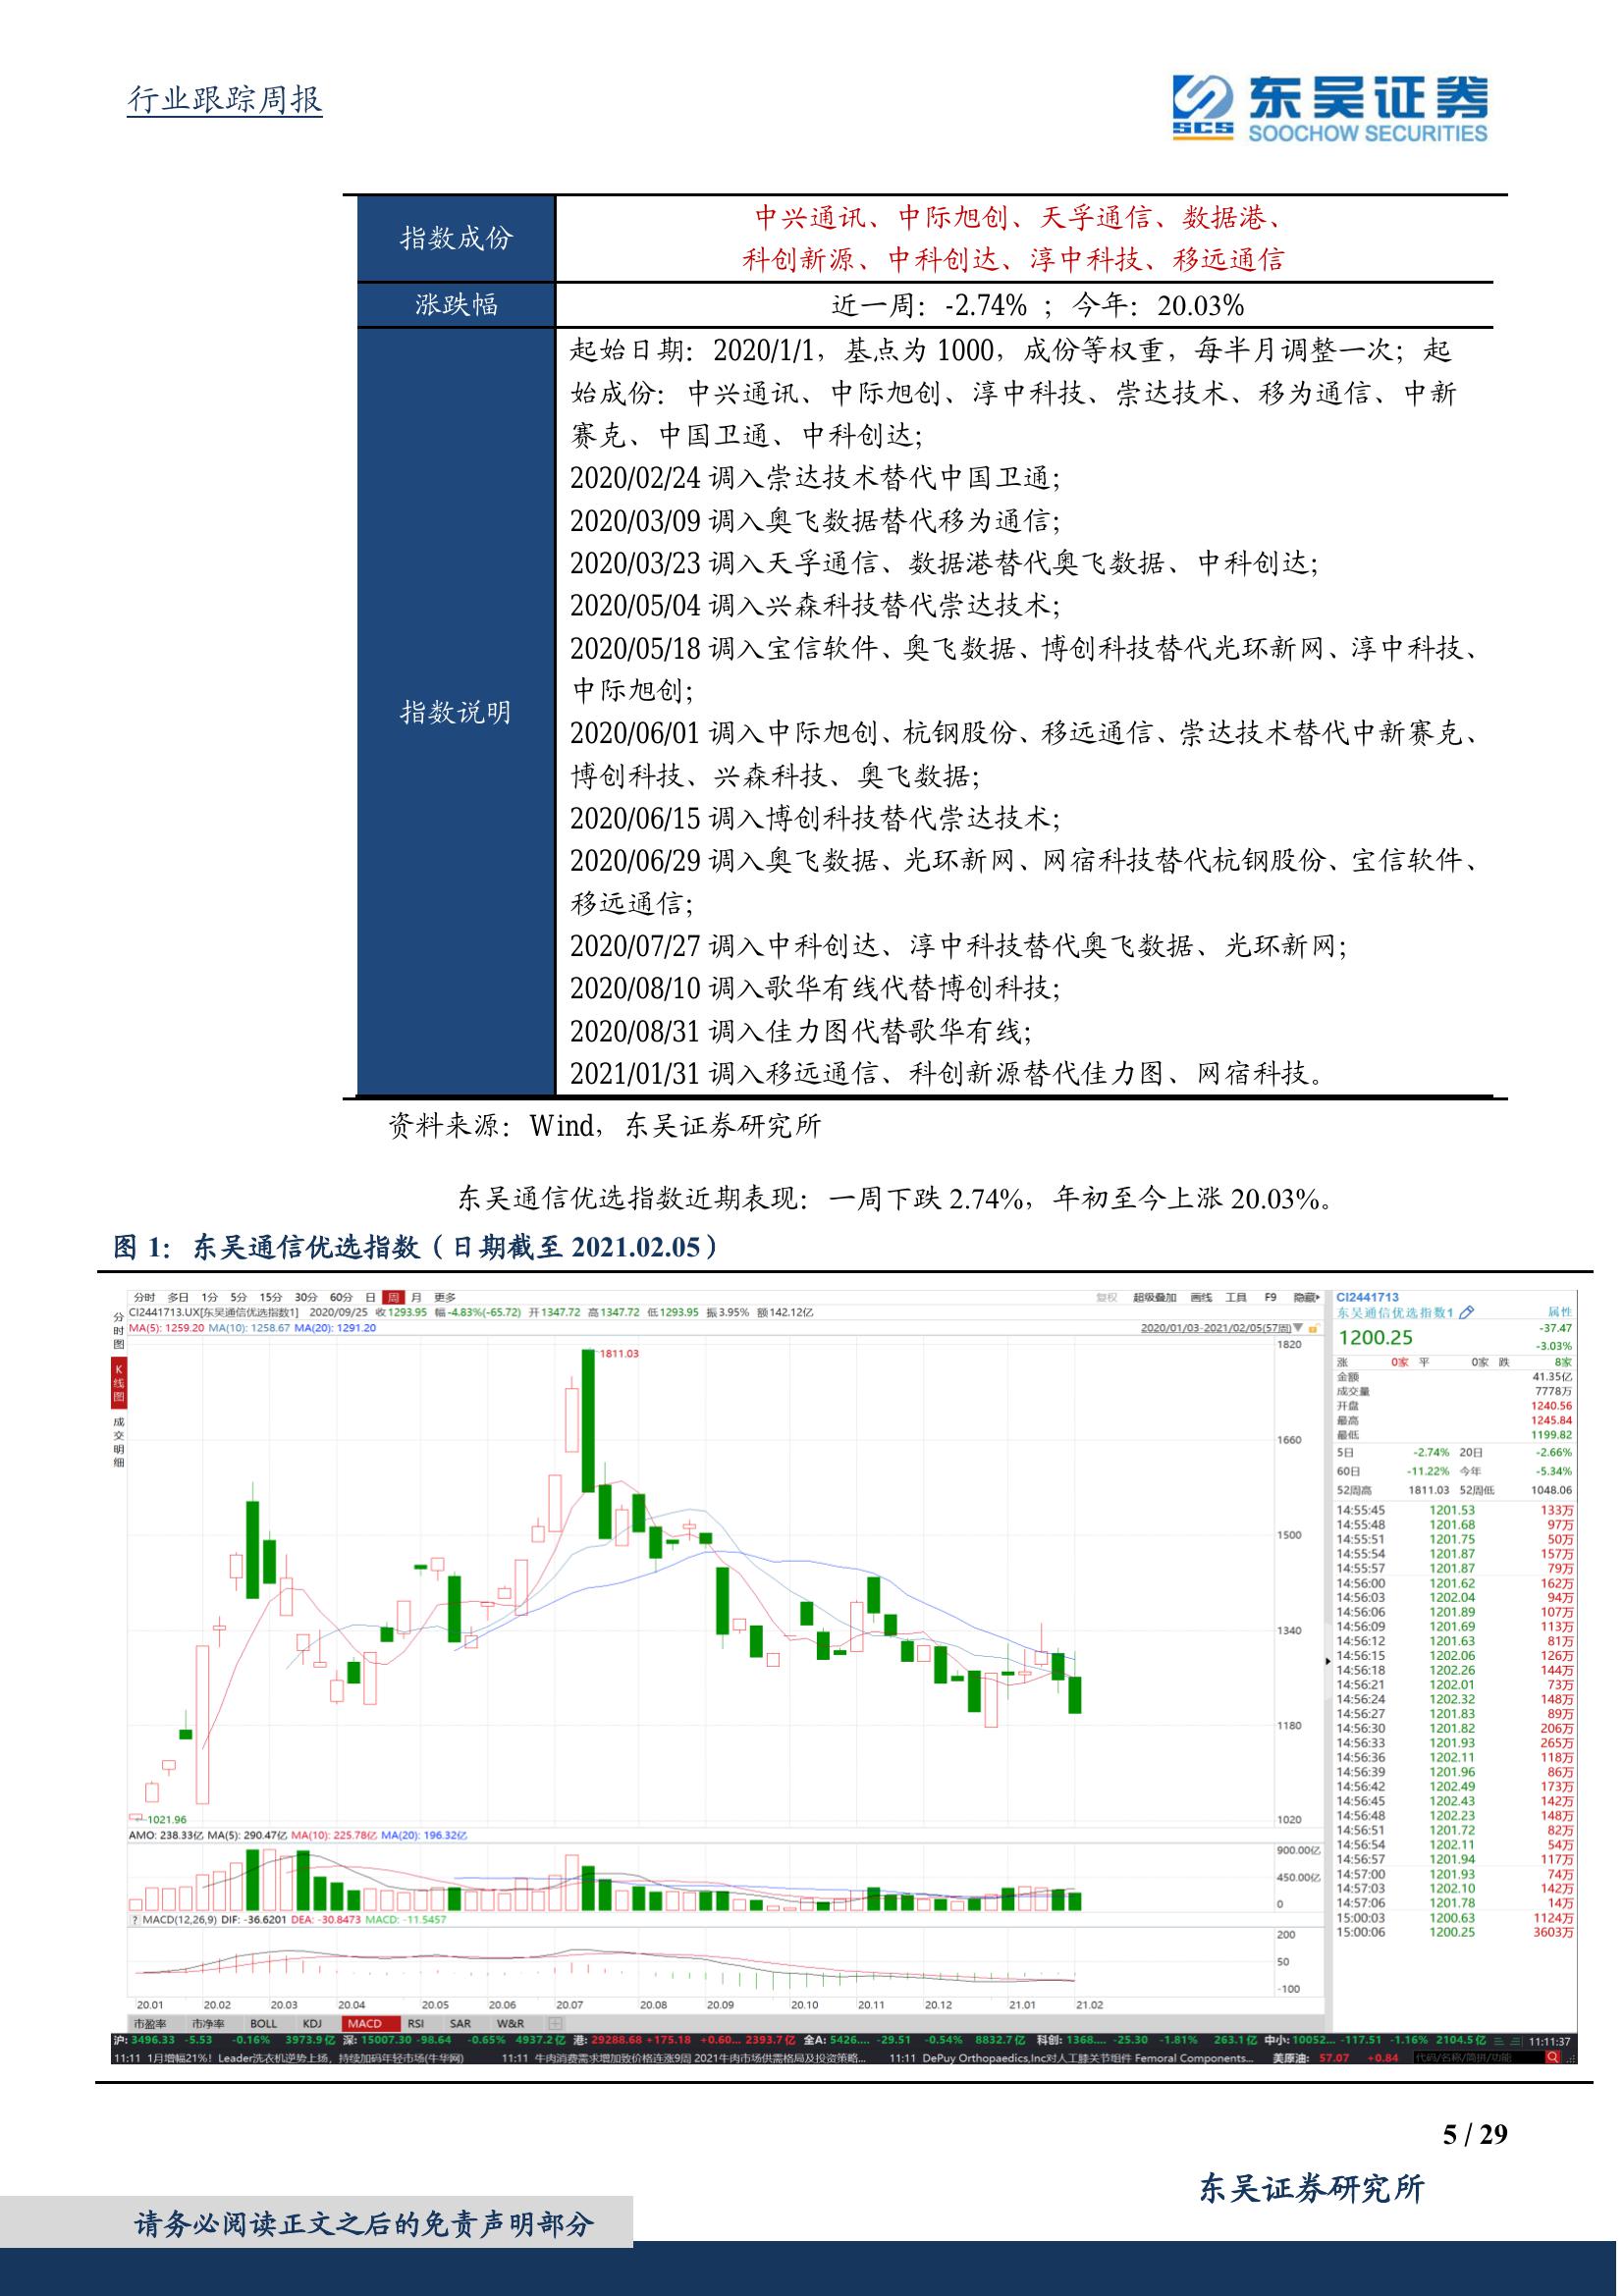 行业跟踪周报
东吴证券
SCS
SOOCHOW SECURITIES
指数成份
中兴通讯、中际旭创、天孚通信、数据港、
科创新源、中科创达、淳中科技、移远通信
涨跌幅
近一周：-2.74% ；今年：20.03%
指数说明
起始日期：2020/1/1，基点为 1000，成份等权重，每半月调整一次；起
始成份：中兴通讯、中际旭创、淳中科技、崇达技术、移为通信、中新
赛克、中国卫通、中科创达；
2020/02/24 调入崇达技术替代中国卫通；
2020/03/09 调入奥飞数据替代移为通信；
2020/03/23 调入天孚通信、数据港替代奥飞数据、中科创达；
2020/05/04 调入兴森科技替代崇达技术；
2020/05/18 调入宝信软件、奥飞数据、博创科技替代光环新网、淳中科技、
中际旭创；
2020/06/01 调入中际旭创、杭钢股份、移远通信、崇达技术替代中新赛克、
博创科技、兴森科技、奥飞数据；
2020/06/15 调入博创科技替代崇达技术；
2020/06/29 调入奥飞数据、光环新网、网宿科技替代杭钢股份、宝信软件、
移远通信；
2020/07/27 调入中科创达、淳中科技替代奥飞数据、光环新网；
2020/08/10 调入歌华有线代替博创科技；
2020/08/31 调入佳力图代替歌华有线；
2021/01/31 调入移远通信、科创新源替代佳力图、网宿科技。
资料来源：Wind，东吴证券研究所
东吴通信优选指数近期表现：一周下跌 2.74%，年初至今上涨 20.03%。
图 1：东吴通信优选指数（日期截至 2021.02.05）
分时 多日 1分 5分 15分 30分 60分 日 周 月 更多
复权 超级叠加 画线 工具 F9 隐藏
CI2441713.UX[东吴通信优选指数1] 2020/09/25 收1293.95 幅-4.83%(-65.72) 开1347.72 高1347.72 低1293.95 振3.95% 额142.12亿
MA(5): 1259.20 MA(10): 1258.67 MA(20): 1291.20
2020/01/03-2021/02/05(57周)
分时图
K线图
成交明细
1811.03
1021.96
1820
1660
1500
1340
1180
1020
AMO: 238.33亿 MA(5): 290.47亿 MA(10): 225.78亿 MA(20): 196.32亿
900.00亿
450.00亿
0
? MACD(12,26,9) DIF: -36.6201 DEA: -30.8473 MACD: -11.5457
200
50
-100
20.01 20.02 20.03 20.04 20.05 20.06 20.07 20.08 20.09 20.10 20.11 20.12 21.01 21.02
市盈率 市净率 BOLL KDJ MACD RSI SAR W&R
CI2441713
东吴通信优选指数1 属性
1200.25
-37.47
-3.03%
涨 0家 平 0家 跌 8家
金额 41.35亿
成交量 7778万
开盘 1240.56
最高 1245.84
最低 1199.82
5日 -2.74% 20日 -2.66%
60日 -11.22% 今年 -5.34%
52周高 1811.03 52周低 1048.06
14:55:45 1201.53 133万
14:55:48 1201.68 97万
14:55:51 1201.75 50万
14:55:54 1201.87 157万
14:55:57 1201.87 79万
14:56:00 1201.62 162万
14:56:03 1202.04 94万
14:56:06 1201.89 107万
14:56:09 1201.69 113万
14:56:12 1201.63 81万
14:56:15 1202.06 126万
14:56:18 1202.26 144万
14:56:21 1202.01 73万
14:56:24 1202.32 148万
14:56:27 1201.83 89万
14:56:30 1201.82 206万
14:56:33 1201.93 265万
14:56:36 1202.11 118万
14:56:39 1201.96 86万
14:56:42 1202.49 173万
14:56:45 1202.43 142万
14:56:48 1202.23 148万
14:56:51 1201.72 82万
14:56:54 1202.11 54万
14:56:57 1201.94 117万
14:57:00 1201.93 74万
14:57:03 1202.10 142万
14:57:06 1201.78 14万
15:00:03 1200.63 1124万
15:00:06 1200.25 3603万
沪: 3496.33 -5.53 -0.16% 3973.9亿 深: 15007.30 -98.64 -0.65% 4937.2亿 港: 29288.68 +175.18 +0.60... 2393.7亿 全A: 5426.... -29.51 -0.54% 8832.7亿 科创: 1368.... -25.30 -1.81% 263.1亿 中小: 10052... -117.51 -1.16% 2104.5亿 11:11:37
11:11 1月增幅21%！Leader洗衣机逆势上扬，持续加码年轻市场(牛华网) 11:11 牛肉消费需求增加致价格连涨9周 2021牛肉市场供需格局及投资策略... 11:11 DePuy Orthopaedics,Inc对人工膝关节组件 Femoral Components... 美原油: 57.07 +0.84 代码/名称/简拼/功能
5 / 29
东吴证券研究所
请务必阅读正文之后的免责声明部分